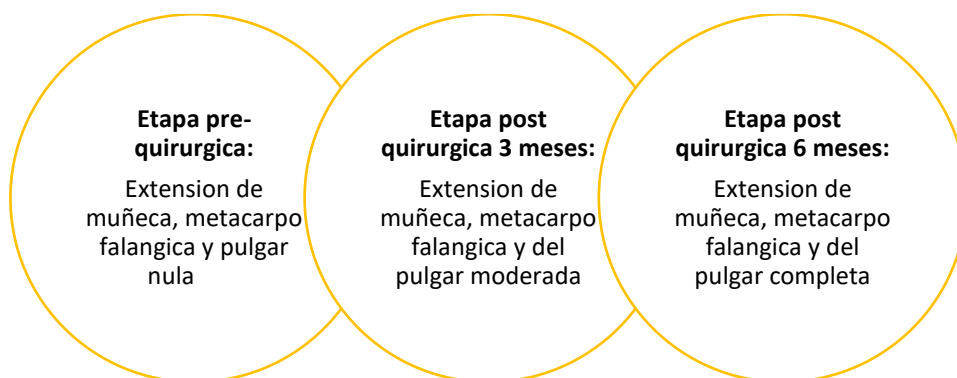 Etapa pre-
quirurgica:
Extension de
muñeca, metacarpo
falangica y pulgar
nula
Etapa post
quirurgica 3 meses:
Extension de
muñeca, metacarpo
falangica y del
pulgar moderada
Etapa post
quirurgica 6 meses:
Extension de
muñeca, metacarpo
falangica y del
pulgar completa